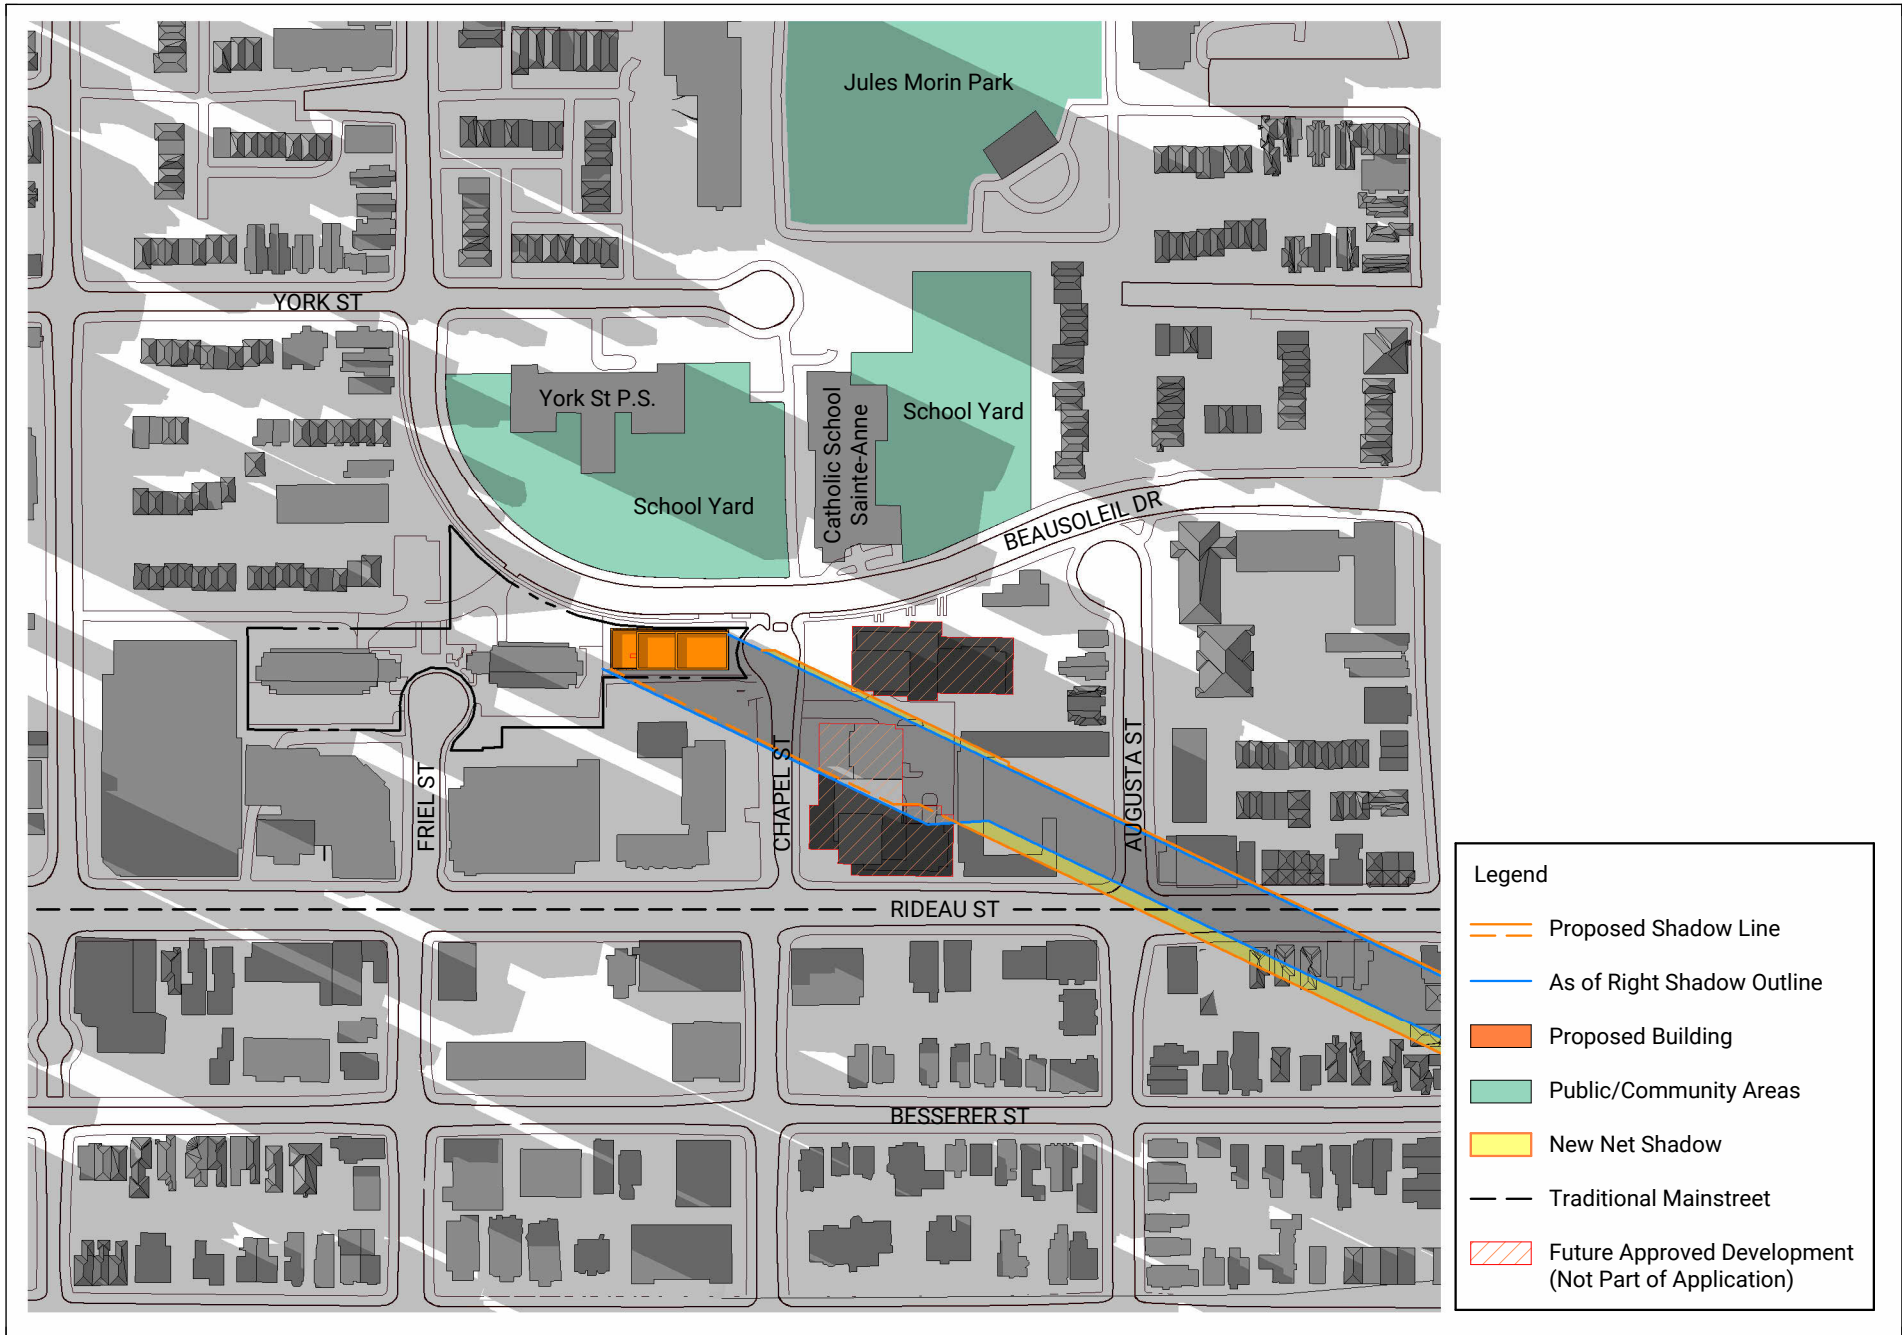 Jules Morin Park
YORK ST
York St P.S.
School Yard
Catholic School
Sainte-Anne
School Yard
BEAUSOLEIL DR
FRIEL ST
CHAPEL ST
AUGUSTA ST
RIDEAU ST
BESSERER ST
Legend
Proposed Shadow Line
As of Right Shadow Outline
Proposed Building
Public/Community Areas
New Net Shadow
Traditional Mainstreet
Future Approved Development
(Not Part of Application)